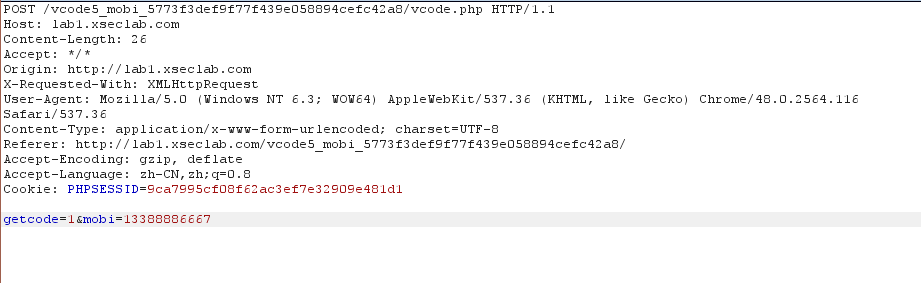 POST /vcode5_mobi_5773f3def9f77f439e058894cefc42a8/vcode.php HTTP/1.1
Host: lab1.xseclab.com
Content-Length: 26
Accept: */*
Origin: http://lab1.xseclab.com
X-Requested-With: XMLHttpRequest
User-Agent: Mozilla/5.0 (Windows NT 6.3; WOW64) AppleWebKit/537.36 (KHTML, like Gecko) Chrome/48.0.2564.116
Safari/537.36
Content-Type: application/x-www-form-urlencoded; charset=UTF-8
Referer: http://lab1.xseclab.com/vcode5_mobi_5773f3def9f77f439e058894cefc42a8/
Accept-Encoding: gzip, deflate
Accept-Language: zh-CN,zh;q=0.8
Cookie: PHPSESSID=9ca7995cf08f62ac3ef7e32909e481d1
getcode=1&mobi=13388886667